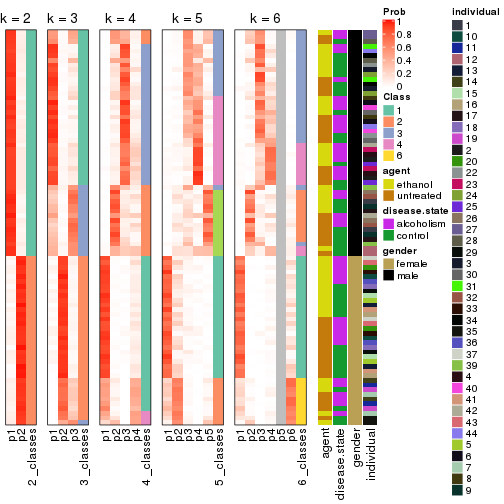 k = 2
k = 3
k = 4
k = 5
k = 6
p1
p2
2_classes
p1
p2
p3
3_classes
p1
p2
p3
p4
4_classes
p1
p2
p3
p4
p5
5_classes
p1
p2
p3
p4
p5
p6
6_classes
agent
disease.state
gender
individual
Prob
1
0.8
0.6
0.4
0.2
0
Class
1
2
3
4
6
agent
ethanol
untreated
disease.state
alcoholism
control
gender
female
male
individual
1
10
11
12
13
14
15
16
17
18
19
2
20
22
23
24
25
26
27
28
29
3
30
31
32
33
34
35
36
37
39
4
40
41
42
43
44
5
6
7
8
9